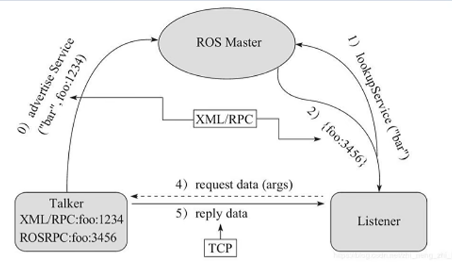 ROS Master
0) advertise Service
("bar",foo:1234)
1) lookupService ("bar")
XML/RPC
2) {foo:3456}
Talker
XML/RPC:foo:1234
ROSRPC:foo:3456
4) request data (args)
5) reply data
TCP
Listener